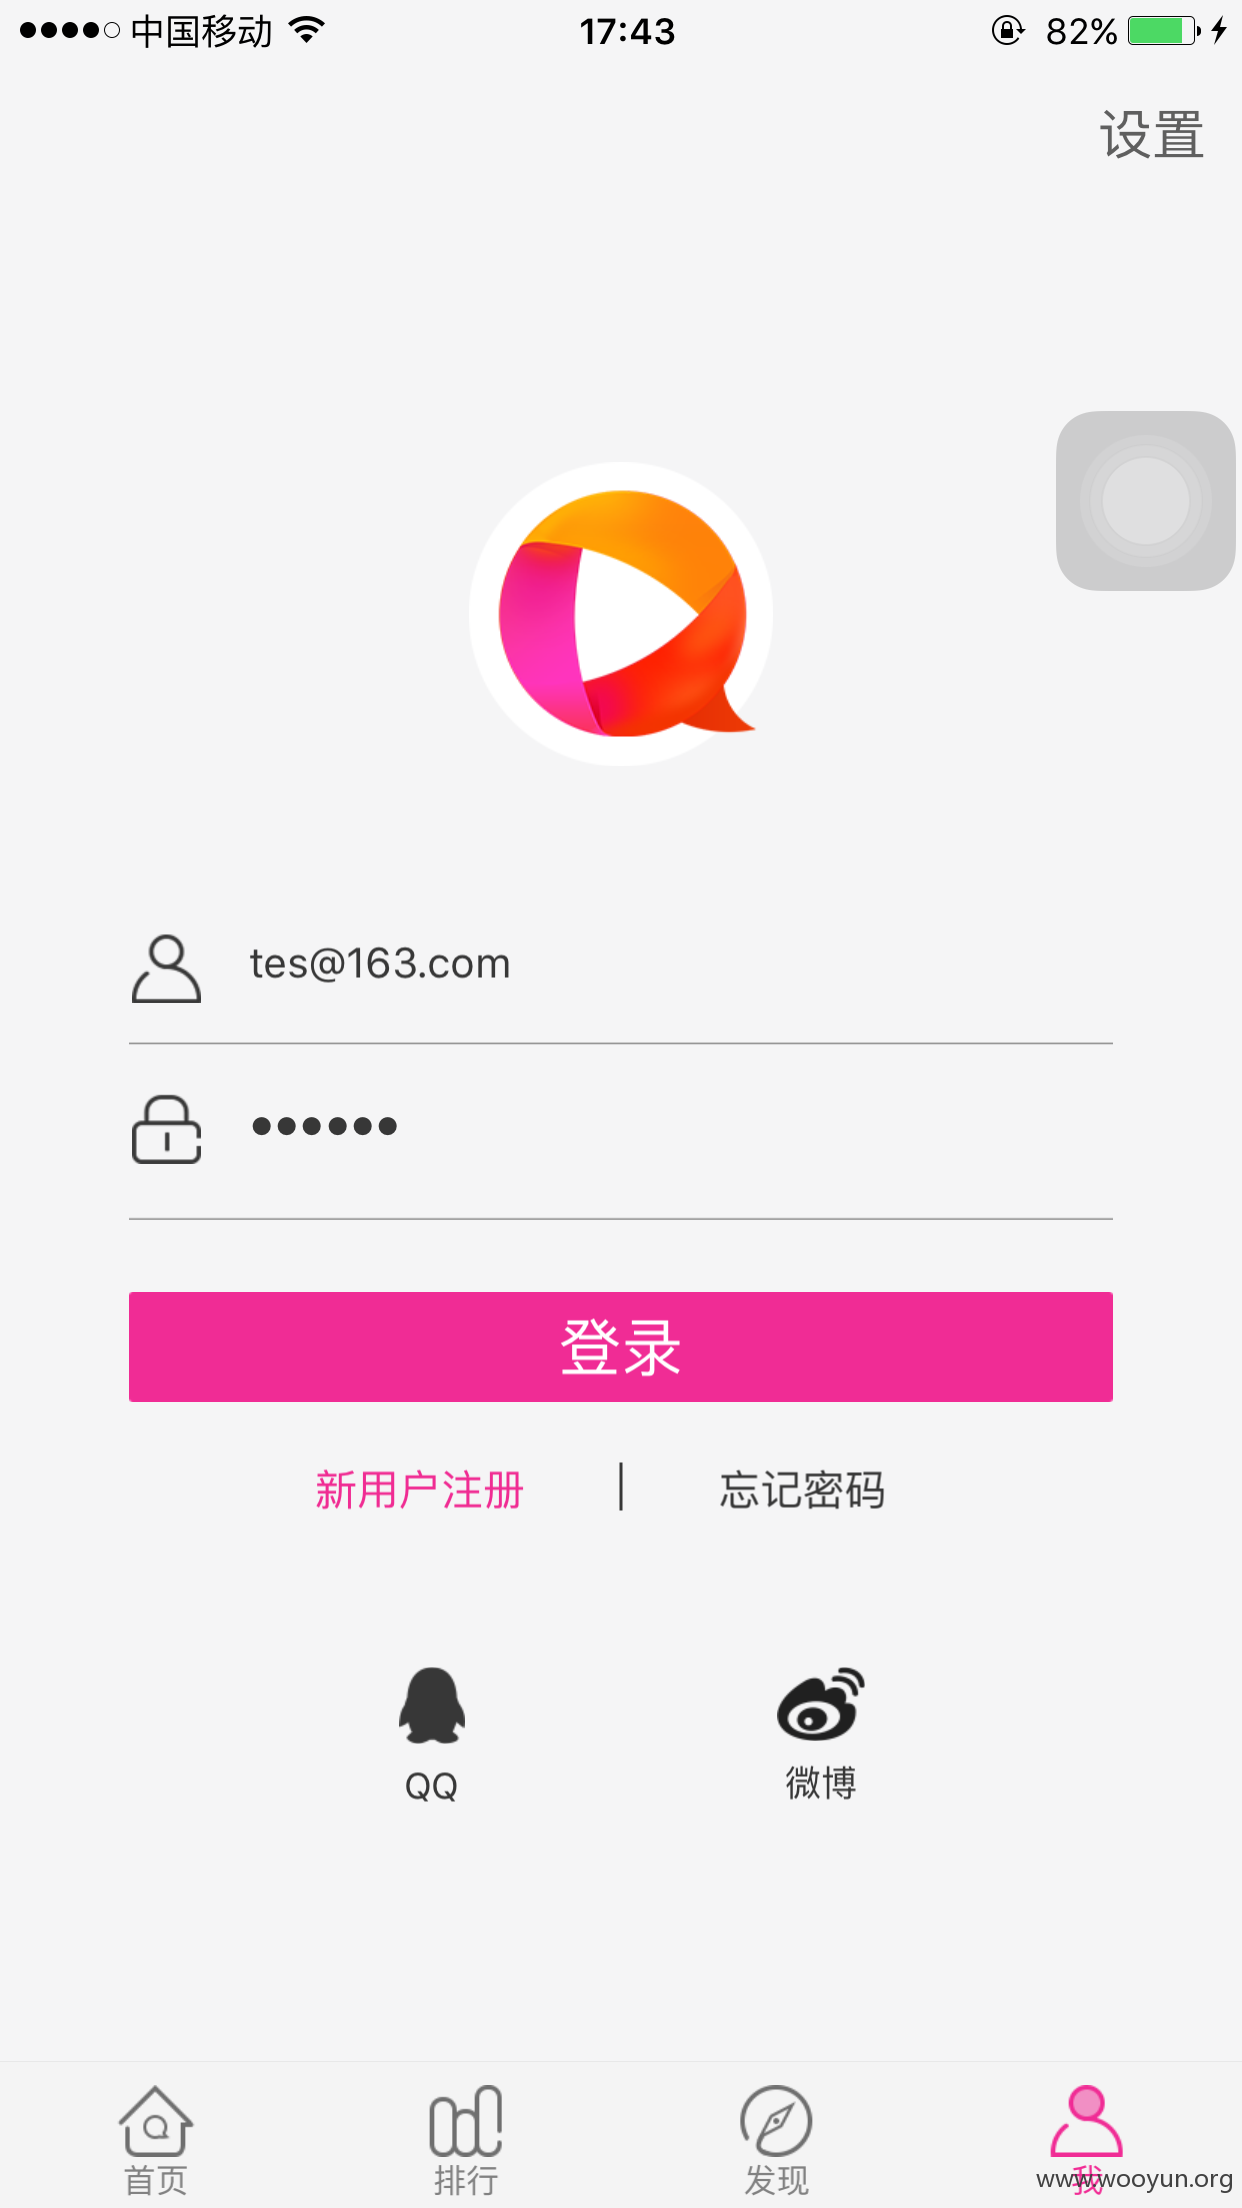 中国移动 17:43 82%
设置
tes@163.com
••••••
登录
新用户注册 | 忘记密码
QQ 微博
首页 排行 发现 我
www.wooyun.org